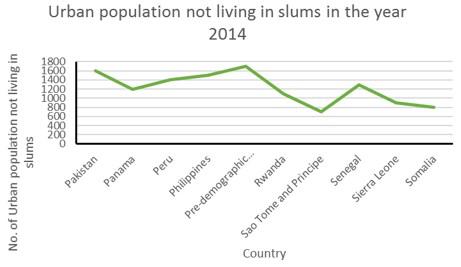 Urban population not living in slums in the year
2014
No. of Urban population not living in
slums
1800
1600
1400
1200
1000
800
600
400
200
0
Pakistan
Panama
Peru
Philippines
Pre-demographic...
Rwanda
Sao Tome and Principe
Senegal
Sierra Leone
Somalia
Country